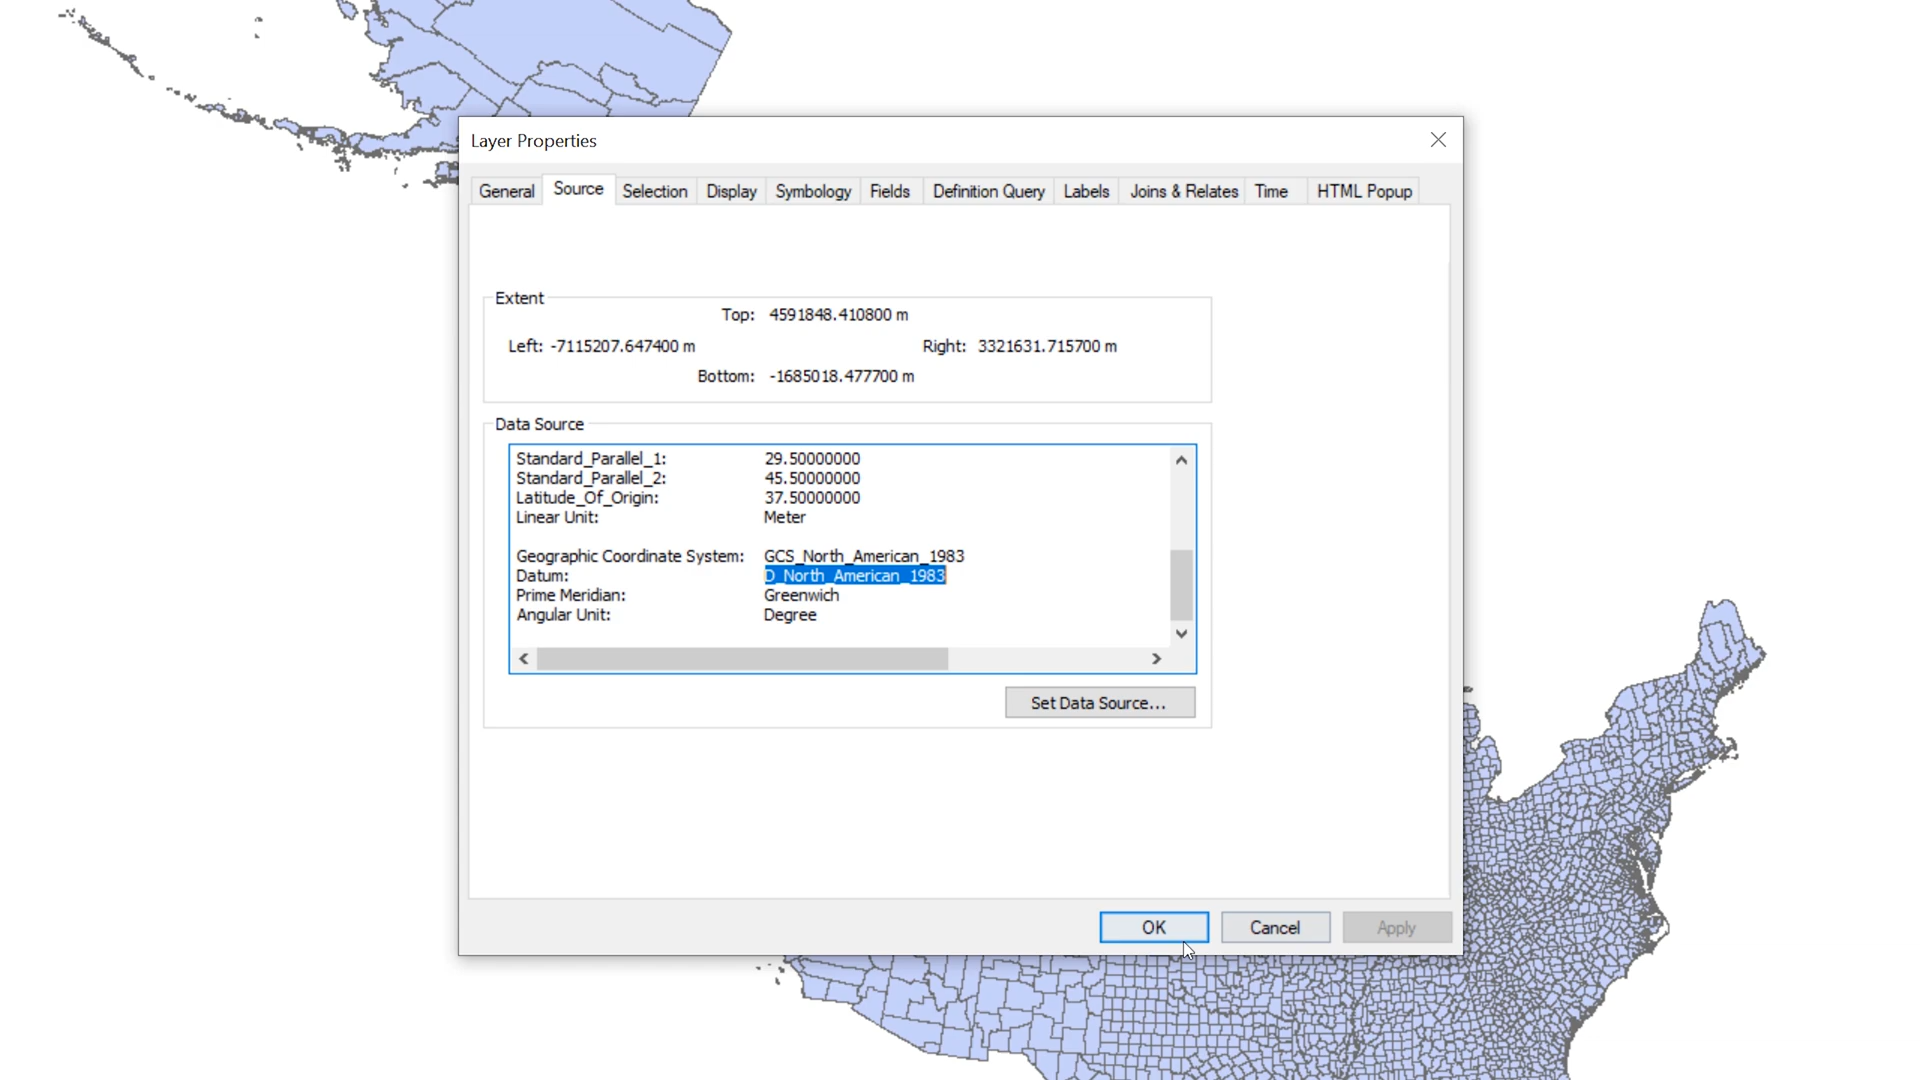 Layer Properties
General Source Selection Display Symbology Fields Definition Query Labels Joins & Relates Time HTML Popup
Extent
Top: 4591848.410800 m
Left: -7115207.647400 m Right: 3321631.715700 m
Bottom: -1685018.477700 m
Data Source
Standard_Parallel_1: 29.50000000
Standard_Parallel_2: 45.50000000
Latitude_Of_Origin: 37.50000000
Linear Unit: Meter
Geographic Coordinate System: GCS_North_American_1983
Datum: D_North_American_1983
Prime Meridian: Greenwich
Angular Unit: Degree
Set Data Source...
OK Cancel Apply